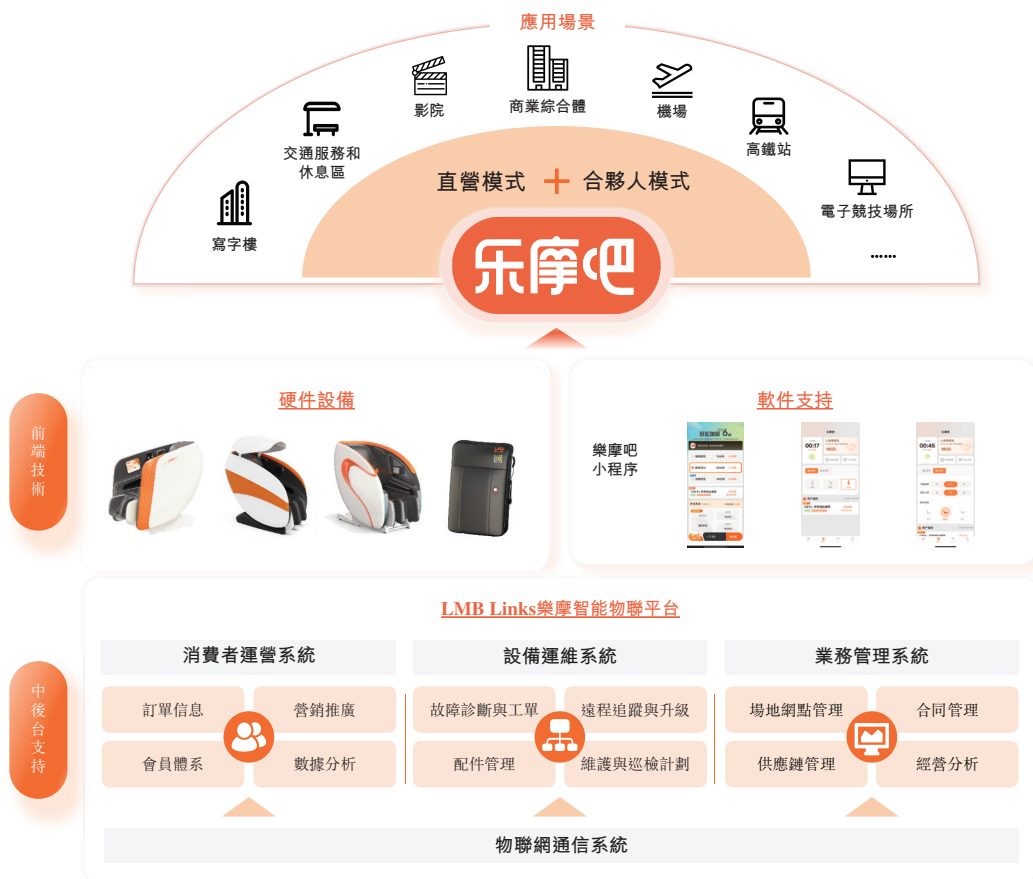 應用場景
影院
商業綜合體
機場
交通服務和
休息區
高鐵站
寫字樓
電子競技場所
......
直營模式 + 合夥人模式
乐摩吧
前端技術
硬件設備
軟件支持
樂摩吧
小程序
00:17
00:45
中後台支持
LMB Links樂摩智能物聯平台
消費者運營系統
設備運維系統
業務管理系統
訂單信息
營銷推廣
故障診斷與工單
遠程追蹤與升級
場地網點管理
合同管理
會員體系
數據分析
配件管理
維護與巡檢計劃
供應鏈管理
經營分析
物聯網通信系統